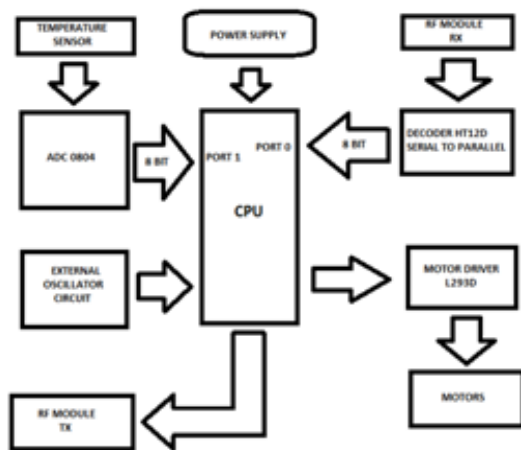 TEMPERATURE
SENSOR
POWER SUPPLY
RF MODULE
RX
ADC 0804
8 BIT
PORT 1
PORT 0
CPU
8 BIT
DECODER HT12D
SERIAL TO PARALLEL
EXTERNAL
OSCILLATOR
CIRCUIT
MOTOR DRIVER
L293D
RF MODULE
TX
MOTORS